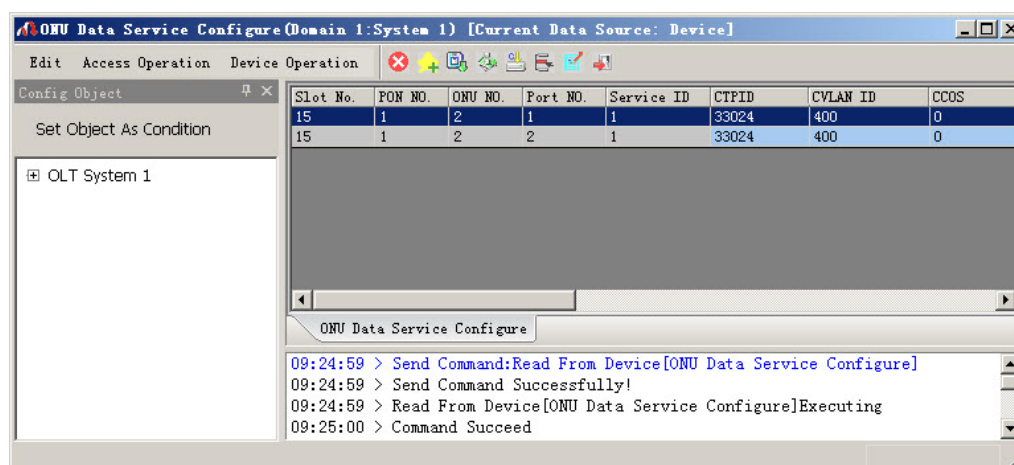 ONU Data Service Configure(Domain 1:System 1) [Current Data Source: Device]
Edit Access Operation Device Operation
Config Object
Set Object As Condition
OLT System 1
Slot No. PON NO. ONU NO. Port NO. Service ID CTPID CVLAN ID CCOS
15 1 2 1 1 33024 400 0
15 1 2 2 1 33024 400 0
ONU Data Service Configure
09:24:59 > Send Command:Read From Device[ONU Data Service Configure]
09:24:59 > Send Command Successfully!
09:24:59 > Read From Device[ONU Data Service Configure]Executing
09:25:00 > Command Succeed